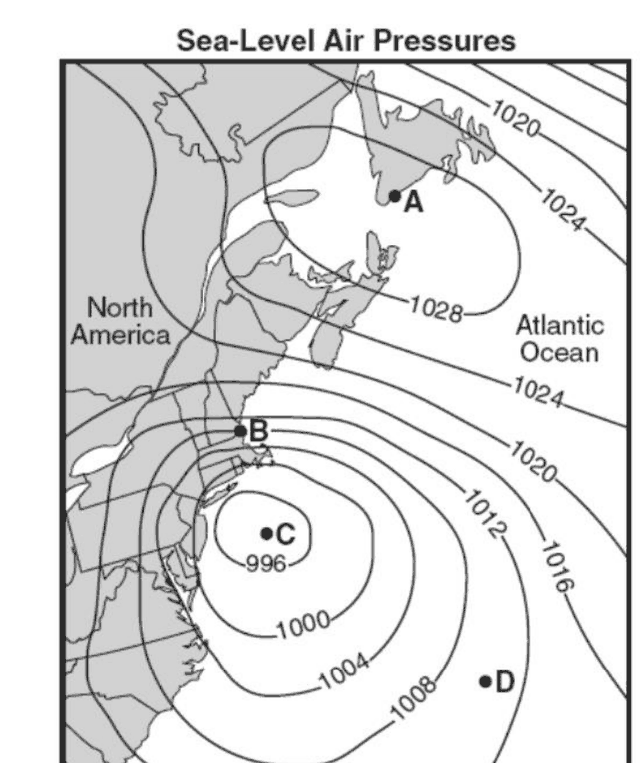 Sea-Level Air Pressures
1020
1024
A
1028
North
America
Atlantic
Ocean
1024
B
1020
1012
C
996
1016
1000
1004
1008
D